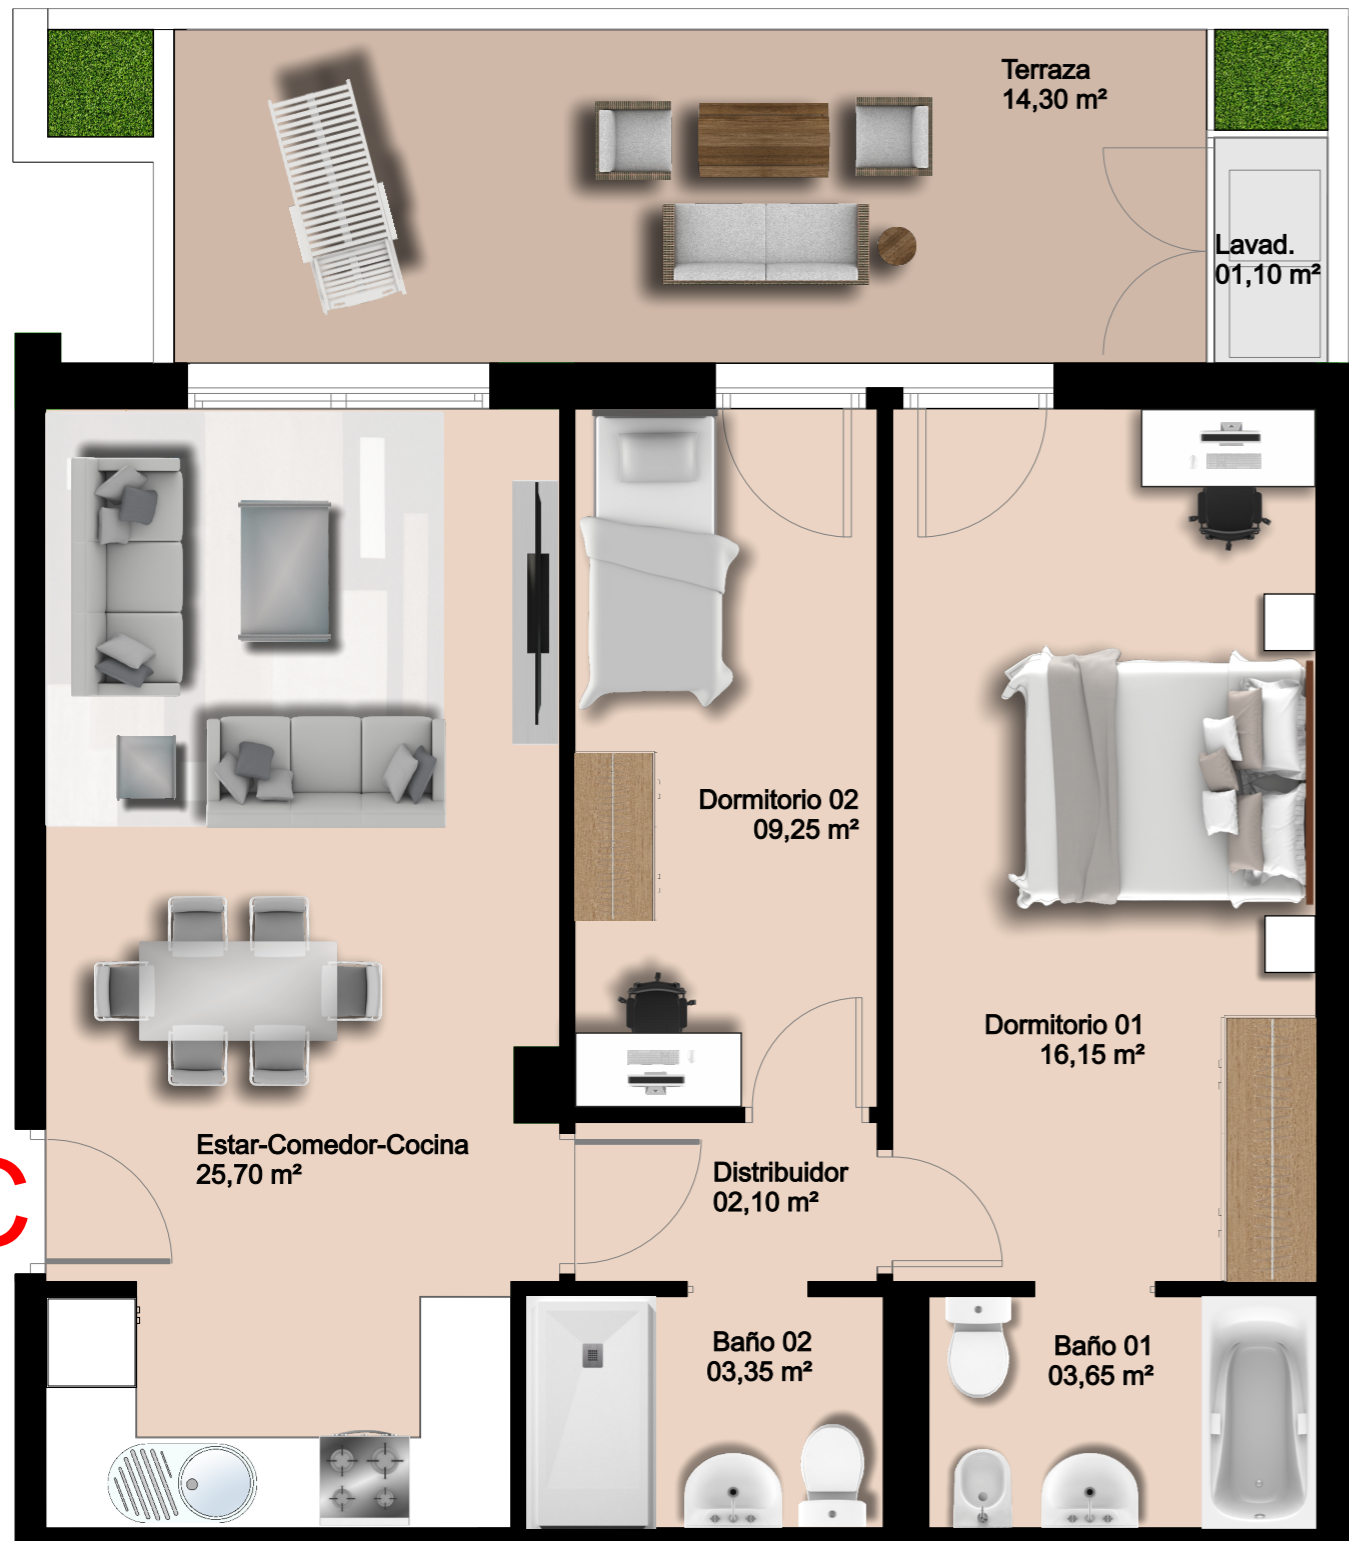 Terraza
14,30 m²
Lavad.
01,10 m²
Dormitorio 02
09,25 m²
Dormitorio 01
16,15 m²
Estar-Comedor-Cocina
25,70 m²
Distribuidor
02,10 m²
C
Baño 02
03,35 m²
Baño 01
03,65 m²